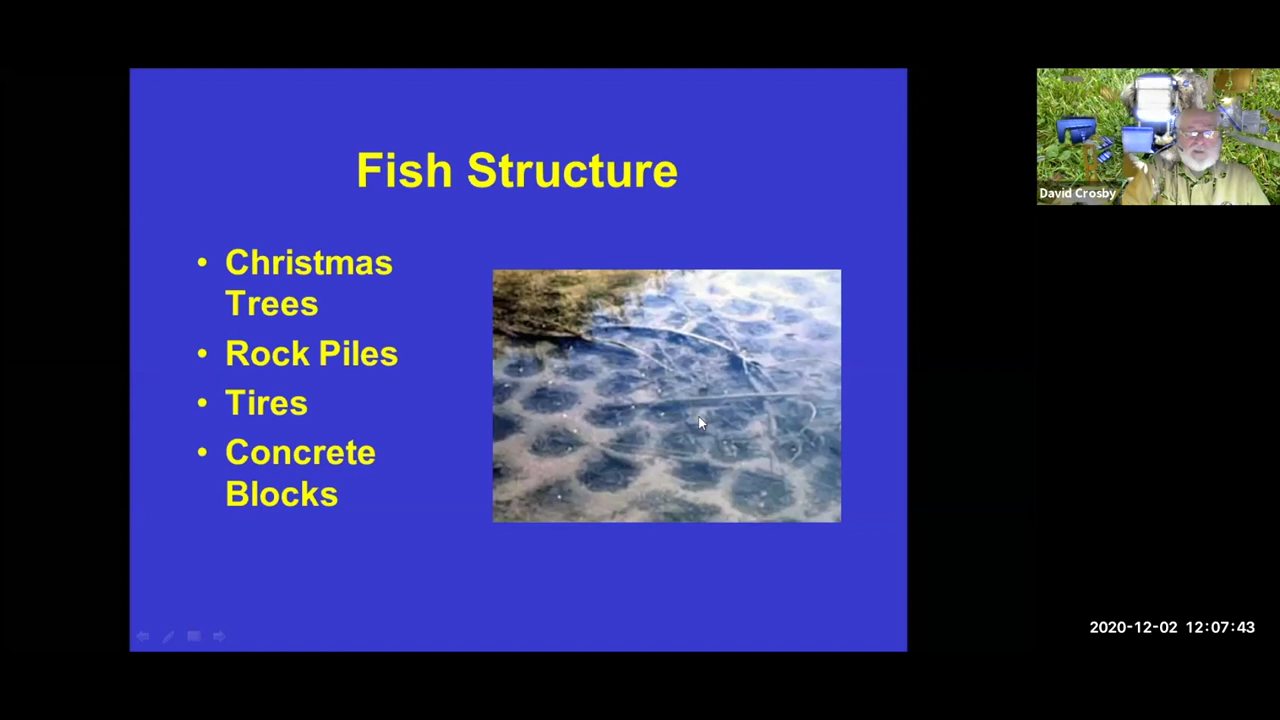 Fish Structure
• Christmas
Trees
• Rock Piles
• Tires
• Concrete
Blocks
David Crosby
2020-12-02 12:07:43